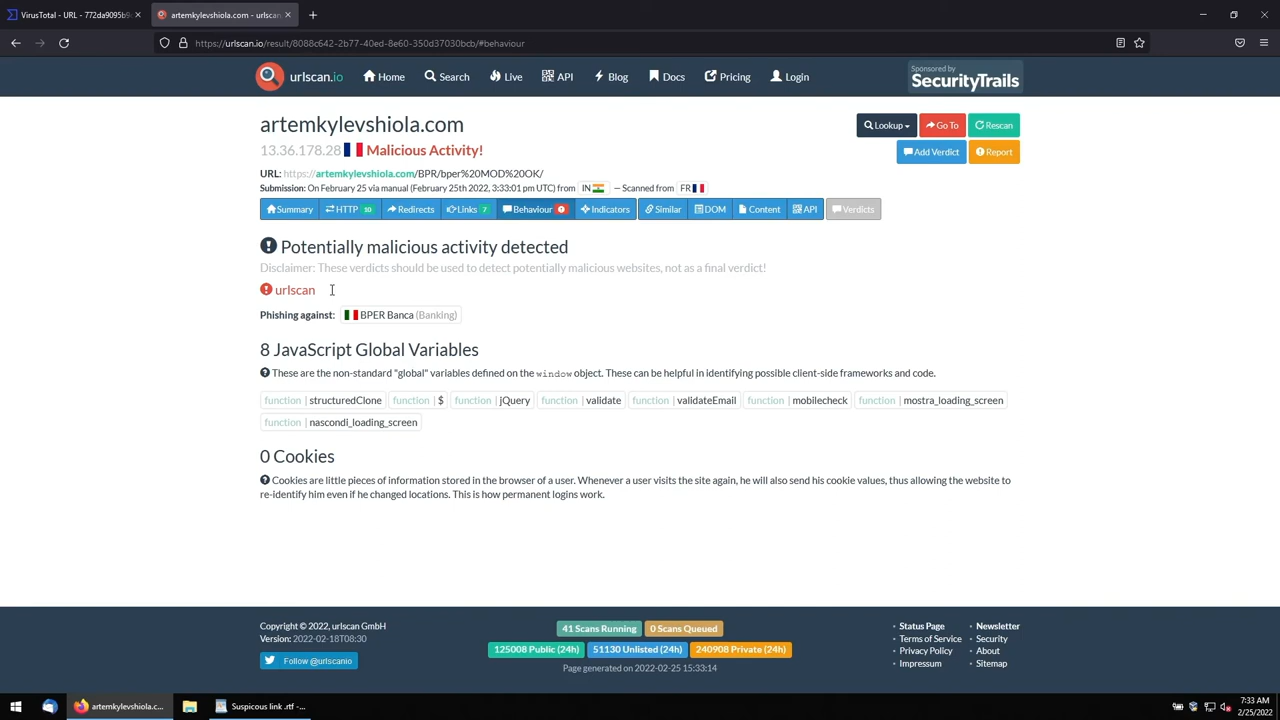 VirusTotal - URL - 772da9095b9
artemkylevshiola.com - urlscan
https://urlscan.io/result/8088c642-2b77-40ed-8e60-350d37030bcb/#behaviour
urlscan.io Home Search Live API Blog Docs Pricing Login
Sponsored by
SecurityTrails
artemkylevshiola.com
Lookup Go To Rescan
13.36.178.28 Malicious Activity!
Add Verdict Report
URL: https://artemkylevshiola.com/BPR/bper%20MOD%20OK/
Submission: On February 25 via manual (February 25th 2022, 3:33:01 pm UTC) from IN — Scanned from FR
Summary HTTP 10 Redirects Links 7 Behaviour Indicators Similar DOM Content API Verdicts
Potentially malicious activity detected
Disclaimer: These verdicts should be used to detect potentially malicious websites, not as a final verdict!
urlscan
Phishing against: BPER Banca (Banking)
8 JavaScript Global Variables
These are the non-standard "global" variables defined on the window object. These can be helpful in identifying possible client-side frameworks and code.
function | structuredClone function | $ function | jQuery function | validate function | validateEmail function | mobilecheck function | mostra_loading_screen
function | nascondi_loading_screen
0 Cookies
Cookies are little pieces of information stored in the browser of a user. Whenever a user visits the site again, he will also send his cookie values, thus allowing the website to
re-identify him even if he changed locations. This is how permanent logins work.
Copyright © 2022, urlscan GmbH
Version: 2022-02-18T08:30
Follow @urlscanio
41 Scans Running 0 Scans Queued
125008 Public (24h) 51130 Unlisted (24h) 240908 Private (24h)
Page generated on 2022-02-25 15:33:14
Status Page Newsletter
Terms of Service Security
Privacy Policy About
Impressum Sitemap
artemkylevshiola.c...
Suspicous link .rtf -...
7:33 AM
2/25/2022